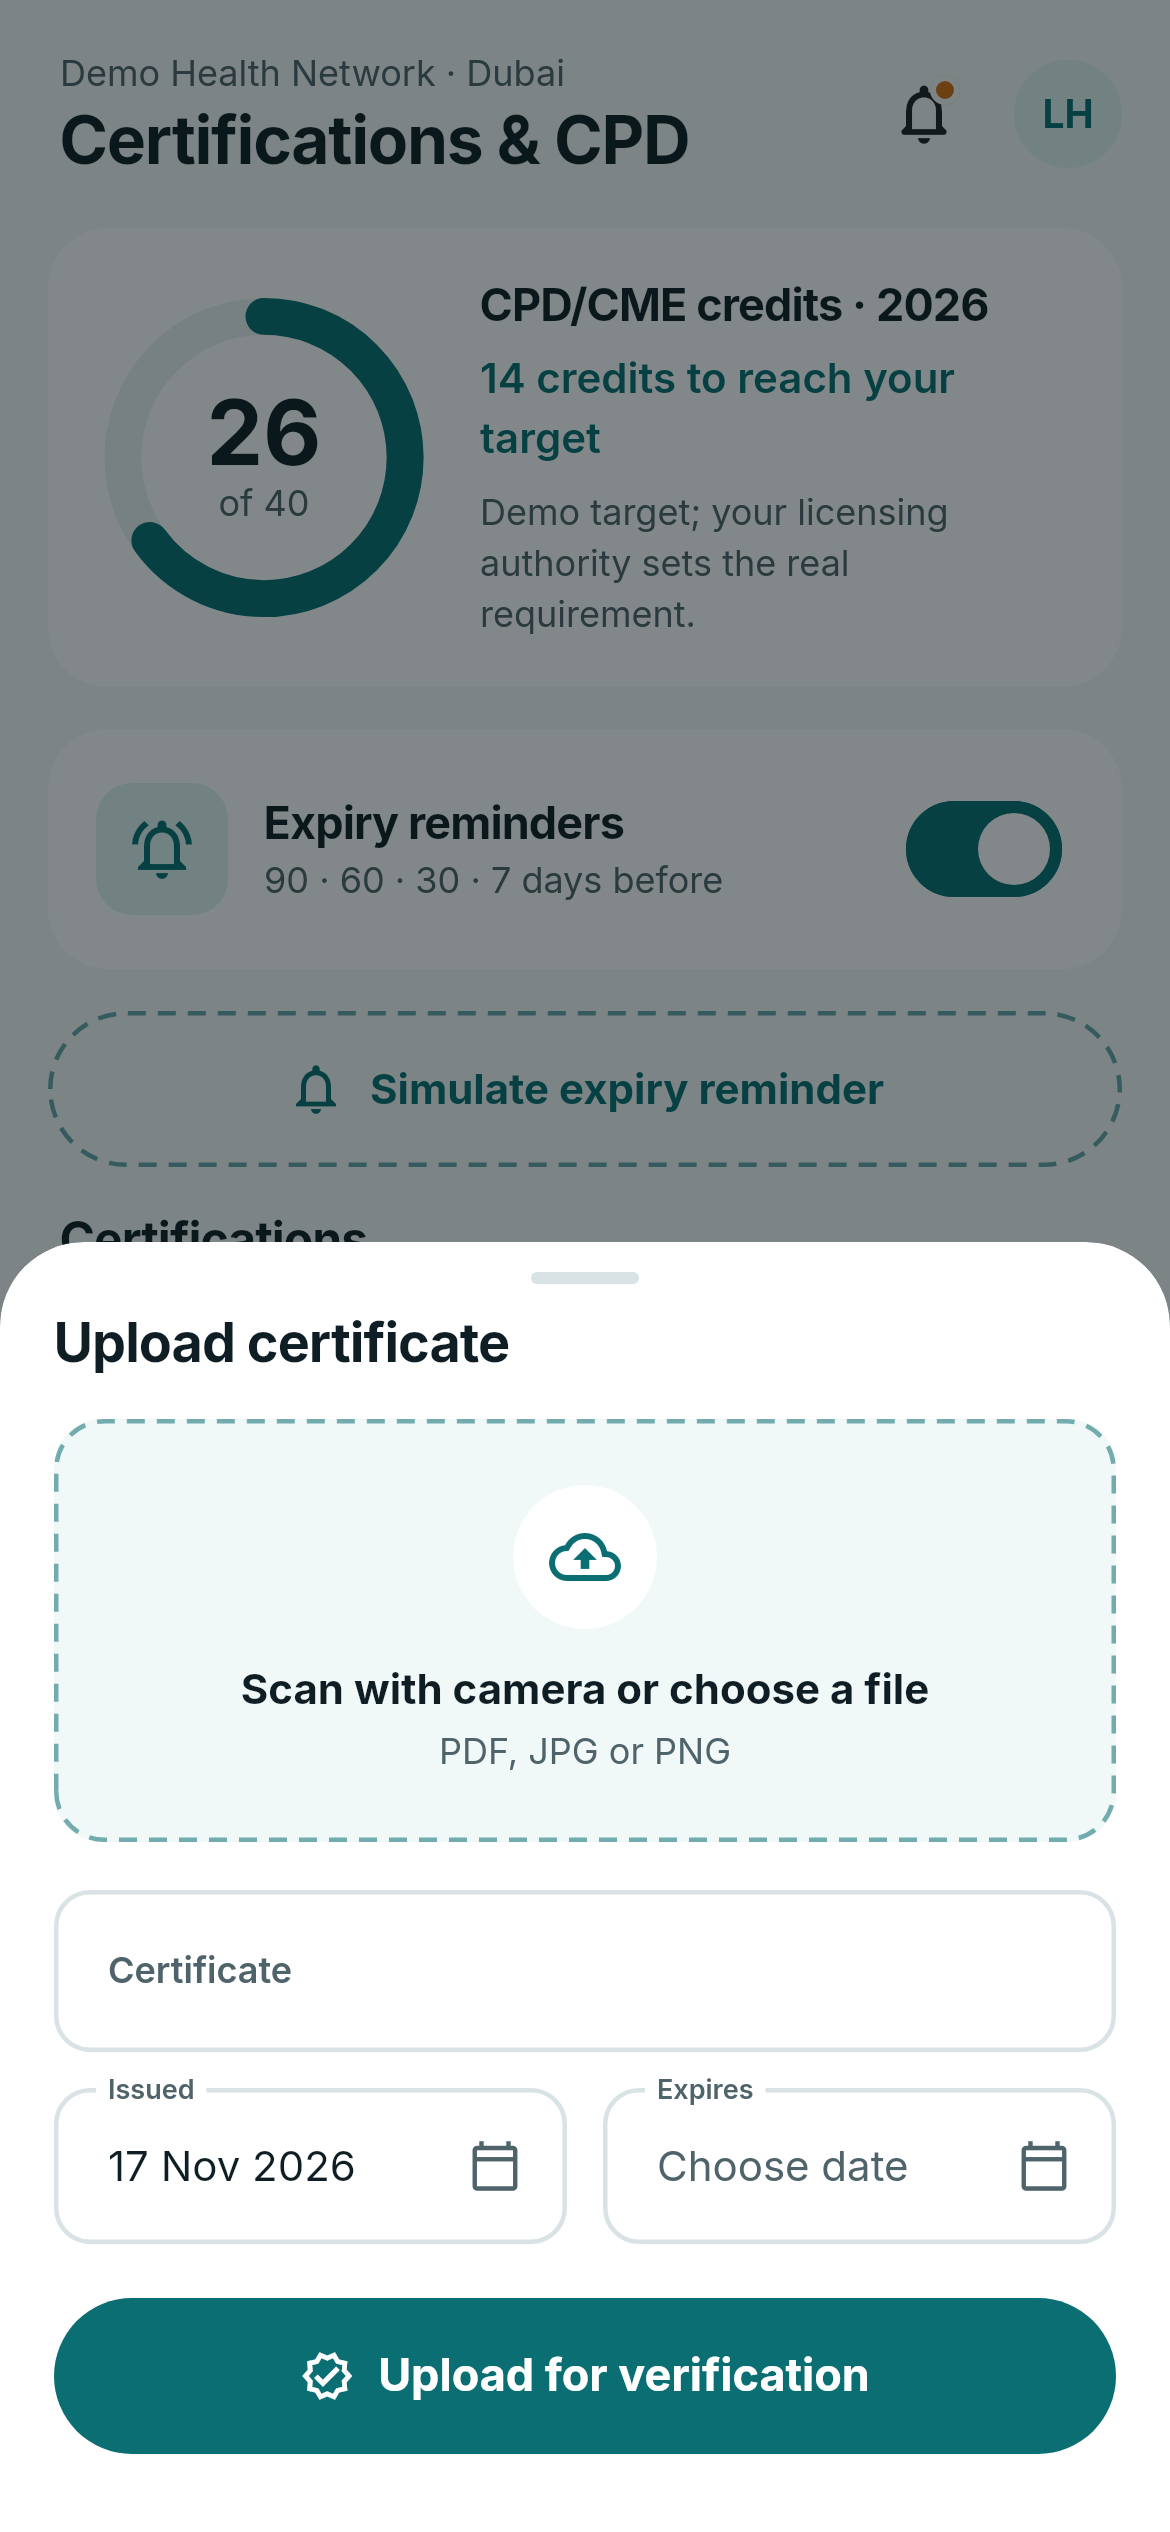 Demo Health Network · Dubai
Certifications & CPD
LH
26
of 40
CPD/CME credits · 2026
14 credits to reach your
target
Demo target; your licensing
authority sets the real
requirement.
Expiry reminders
90 · 60 · 30 · 7 days before
Simulate expiry reminder
Certifications
Upload certificate
Scan with camera or choose a file
PDF, JPG or PNG
Certificate
Issued
17 Nov 2026
Expires
Choose date
Upload for verification